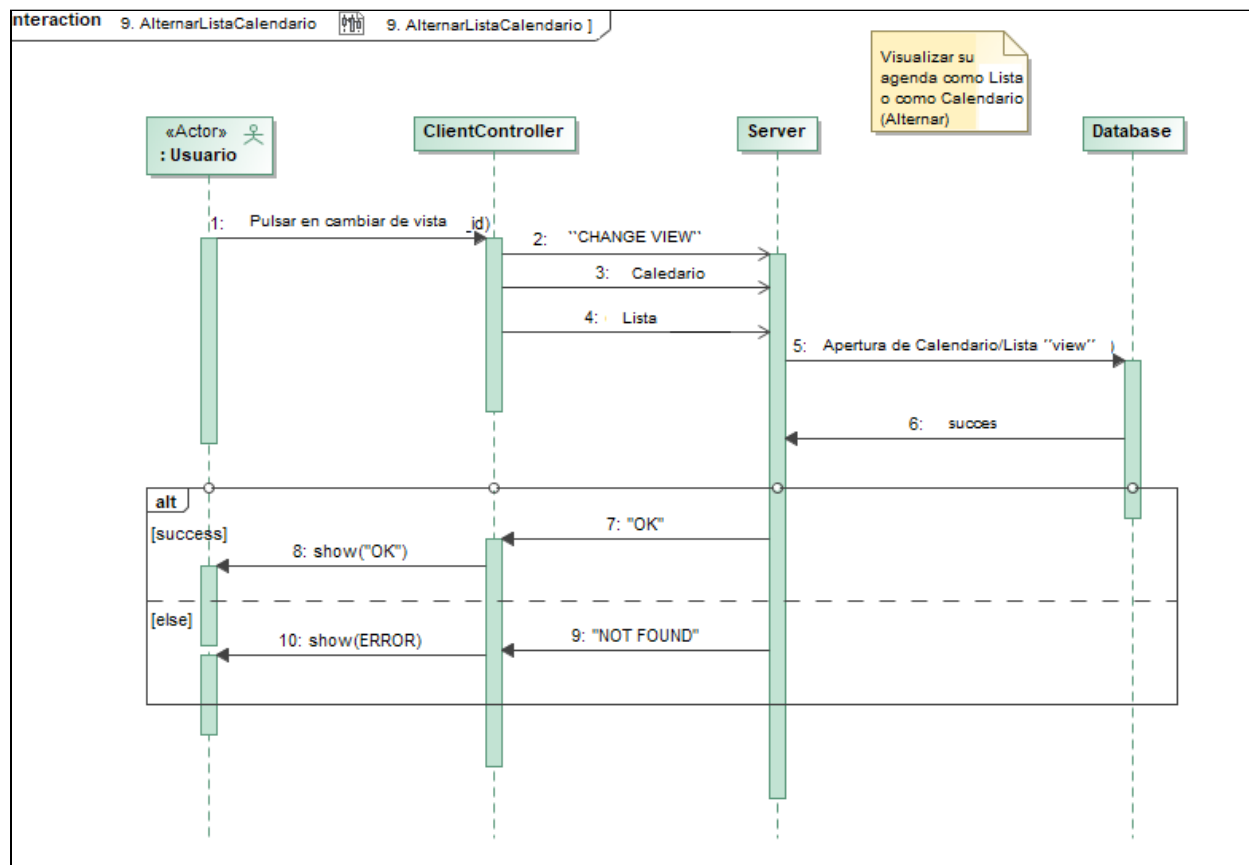 nteraction 9. AlternarListaCalendario 9. AlternarListaCalendario ]
Visualizar su
agenda como Lista
o como Calendario
(Alternar)
«Actor»
: Usuario
ClientController
Server
Database
1: Pulsar en cambiar de vista _id)
2: ``CHANGE VIEW``
3: Caledario
4: Lista
5: Apertura de Calendario/Lista ´´view´´ )
6: succes
alt
[success]
7: "OK"
8: show("OK")
[else]
9: "NOT FOUND"
10: show(ERROR)